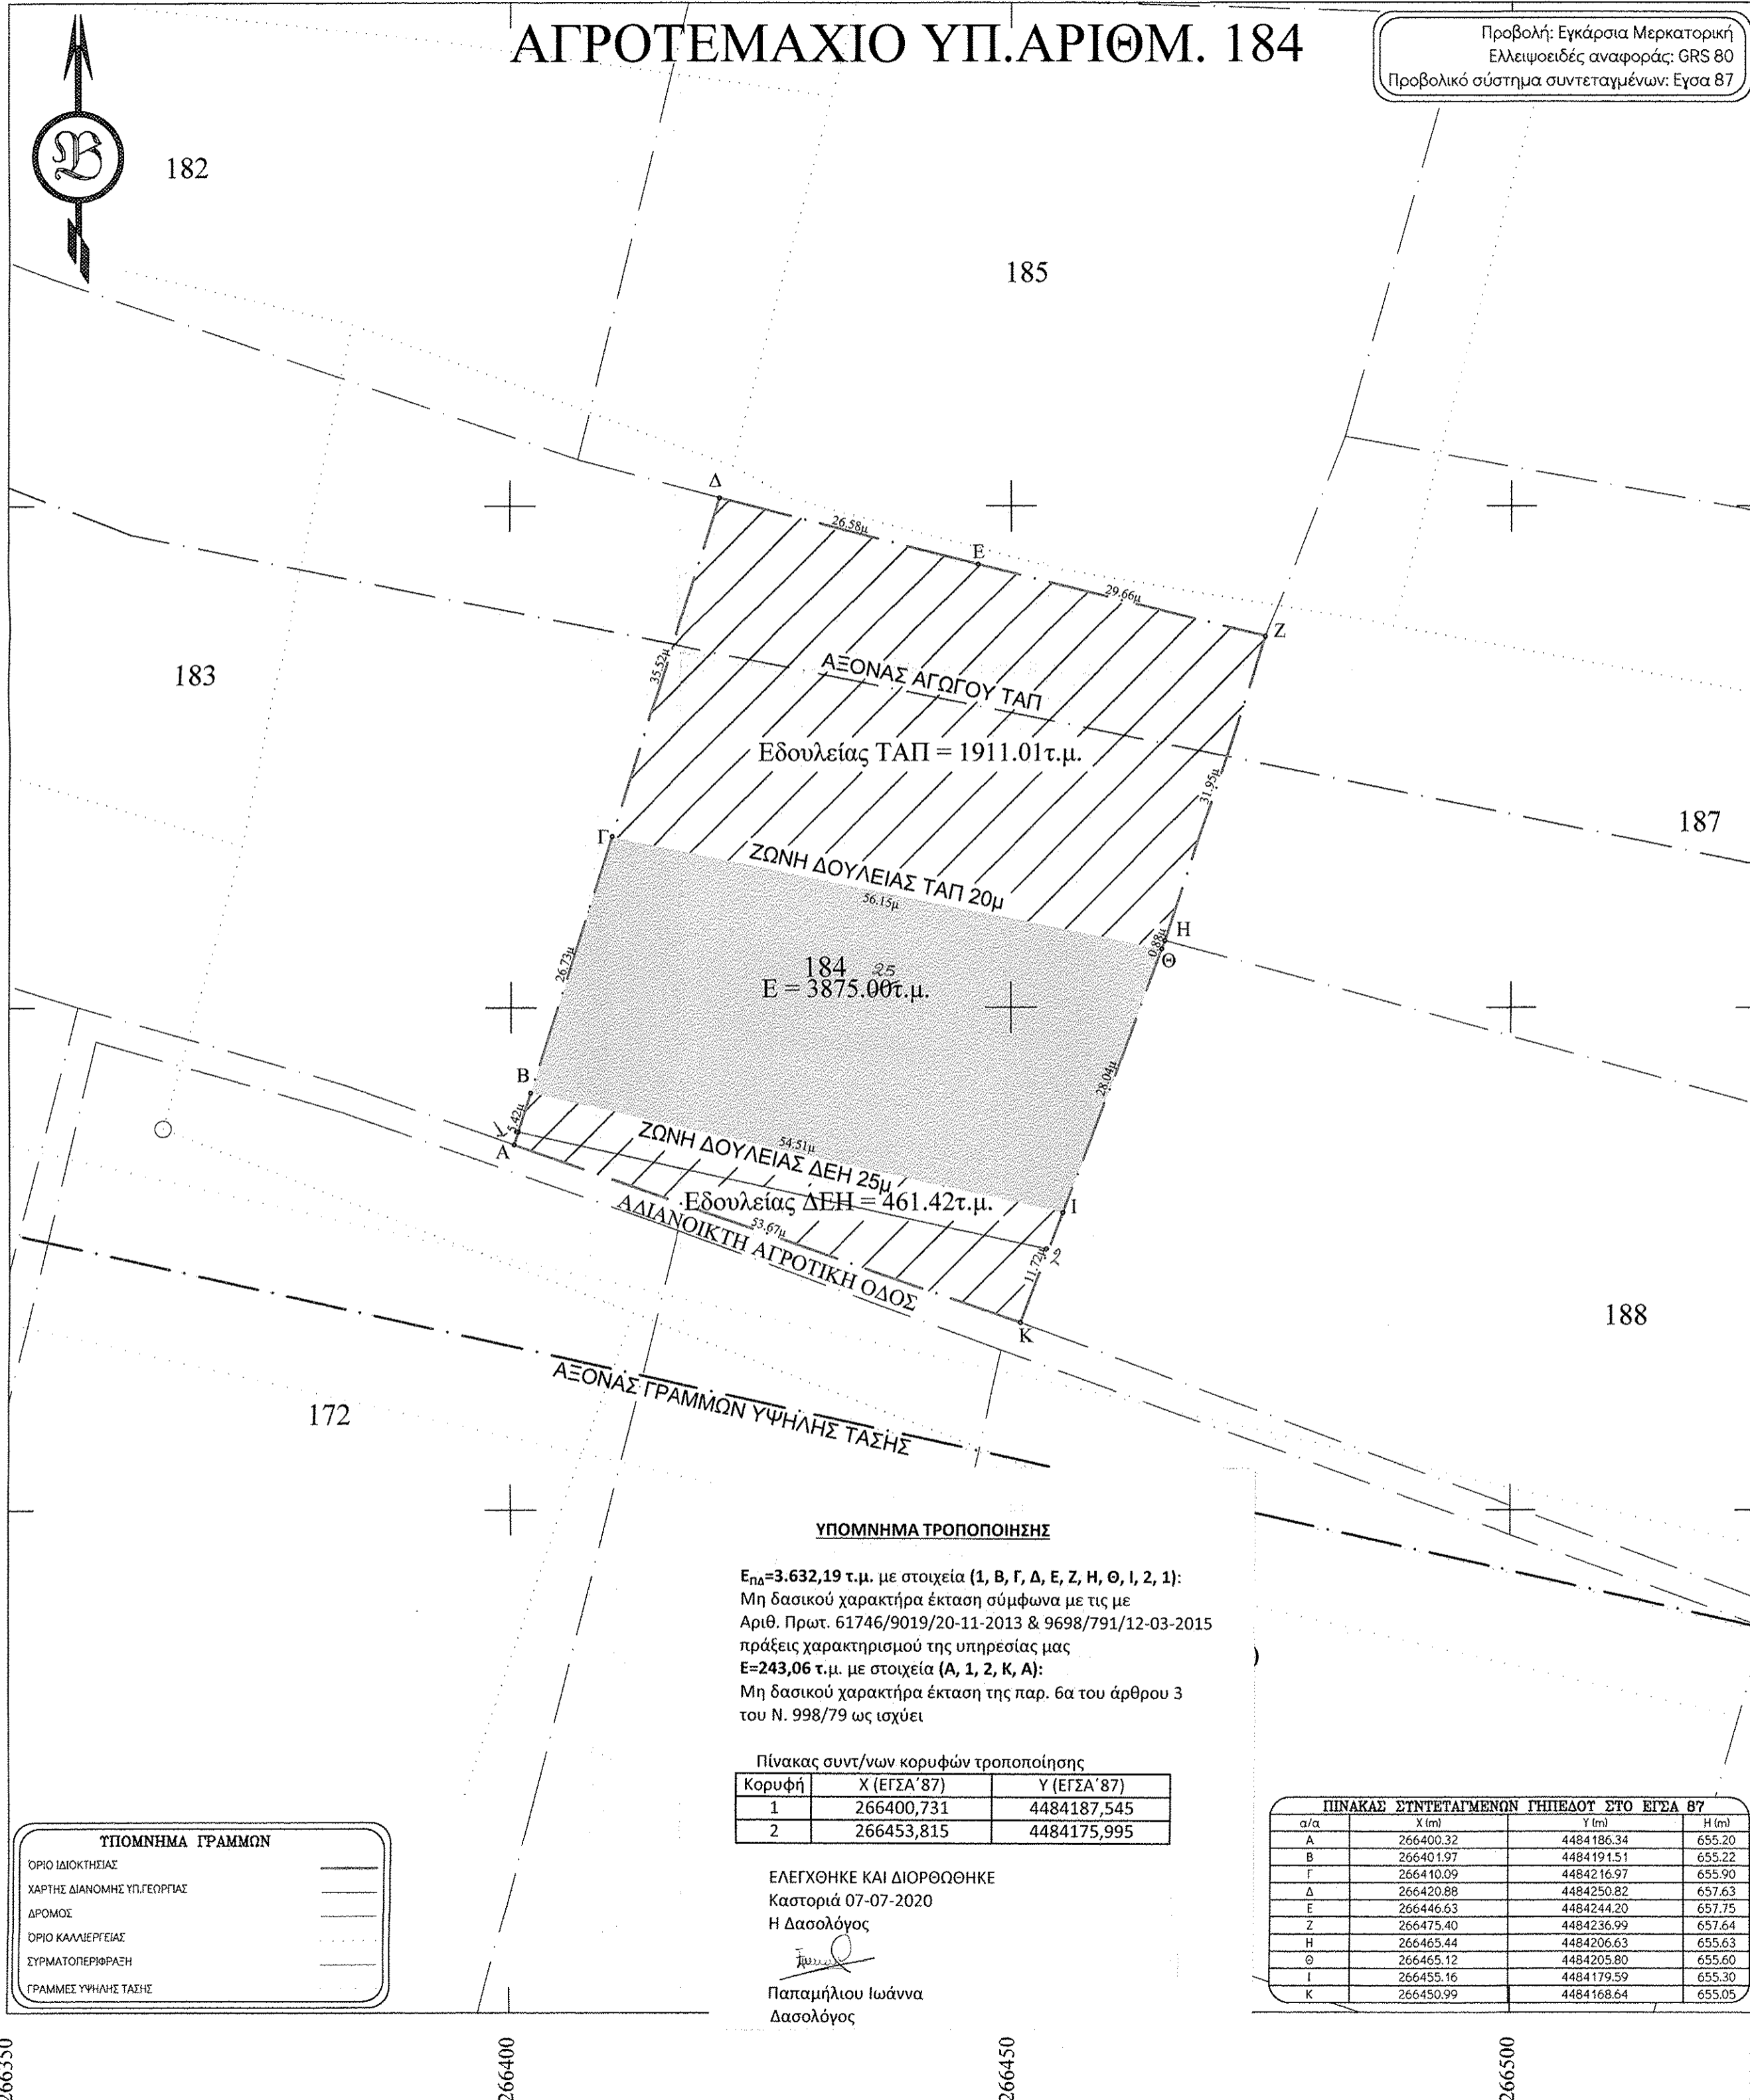 ΑΓΡΟΤΕΜΑΧΙΟ ΥΠ.ΑΡΙΘΜ. 184
Προβολή: Εγκάρσια Μερκατορική
Ελλειψοειδές αναφοράς: GRS 80
Προβολικό σύστημα συντεταγμένων: Εγσα 87
Β
182
185
Δ
26.58μ
Ε
29.66μ
Ζ
183
35.52μ
ΑΞΟΝΑΣ ΑΓΩΓΟΥ ΤΑΠ
Εδουλείας ΤΑΠ = 1911.01τ.μ.
31.95μ
187
Γ
ΖΩΝΗ ΔΟΥΛΕΙΑΣ ΤΑΠ 20μ
56.15μ
Η
0.88μ
Θ
26.73μ
184
25
Ε = 3875.00τ.μ.
28.04μ
Β
5.42μ
1
Α
ΖΩΝΗ ΔΟΥΛΕΙΑΣ ΔΕΗ 25μ
54.51μ
Εδουλείας ΔΕΗ = 461.42τ.μ.
Ι
53.67μ
2
11.72μ
ΑΔΙΑΝΟΙΚΤΗ ΑΓΡΟΤΙΚΗ ΟΔΟΣ
Κ
188
ΑΞΟΝΑΣ ΓΡΑΜΜΩΝ ΥΨΗΛΗΣ ΤΑΣΗΣ
172
ΥΠΟΜΝΗΜΑ ΤΡΟΠΟΠΟΙΗΣΗΣ
ΕΠΔ=3.632,19 τ.μ. με στοιχεία (1, Β, Γ, Δ, Ε, Ζ, Η, Θ, Ι, 2, 1):
Μη δασικού χαρακτήρα έκταση σύμφωνα με τις με
Αριθ. Πρωτ. 61746/9019/20-11-2013 & 9698/791/12-03-2015
πράξεις χαρακτηρισμού της υπηρεσίας μας
Ε=243,06 τ.μ. με στοιχεία (Α, 1, 2, Κ, Α):
Μη δασικού χαρακτήρα έκταση της παρ. 6α του άρθρου 3
του Ν. 998/79 ως ισχύει
Πίνακας συντ/νων κορυφών τροποποίησης
Κορυφή Χ (ΕΓΣΑ΄87) Υ (ΕΓΣΑ΄87)
1 266400,731 4484187,545
2 266453,815 4484175,995
ΕΛΕΓΧΘΗΚΕ ΚΑΙ ΔΙΟΡΘΩΘΗΚΕ
Καστοριά 07-07-2020
Η Δασολόγος
Παπαμήλιου Ιωάννα
Δασολόγος
ΥΠΟΜΝΗΜΑ ΓΡΑΜΜΩΝ
ΌΡΙΟ ΙΔΙΟΚΤΗΣΙΑΣ
ΧΑΡΤΗΣ ΔΙΑΝΟΜΗΣ ΥΠ.ΓΕΩΡΓΙΑΣ
ΔΡΟΜΟΣ
ΌΡΙΟ ΚΑΛΛΙΕΡΓΕΙΑΣ
ΣΥΡΜΑΤΟΠΕΡΙΦΡΑΞΗ
ΓΡΑΜΜΕΣ ΥΨΗΛΗΣ ΤΑΣΗΣ
ΠΙΝΑΚΑΣ ΣΥΝΤΕΤΑΓΜΕΝΩΝ ΓΗΠΕΔΟΥ ΣΤΟ ΕΓΣΑ 87
α/α Χ (m) Υ (m) Η (m)
Α 266400.32 4484186.34 655.20
Β 266401.97 4484191.51 655.22
Γ 266410.09 4484216.97 655.90
Δ 266420.88 4484250.82 657.63
Ε 266446.63 4484244.20 657.75
Ζ 266475.40 4484236.99 657.64
Η 266465.44 4484206.63 655.63
Θ 266465.12 4484205.80 655.60
Ι 266455.16 4484179.59 655.30
Κ 266450.99 4484168.64 655.05
266350
266400
266450
266500